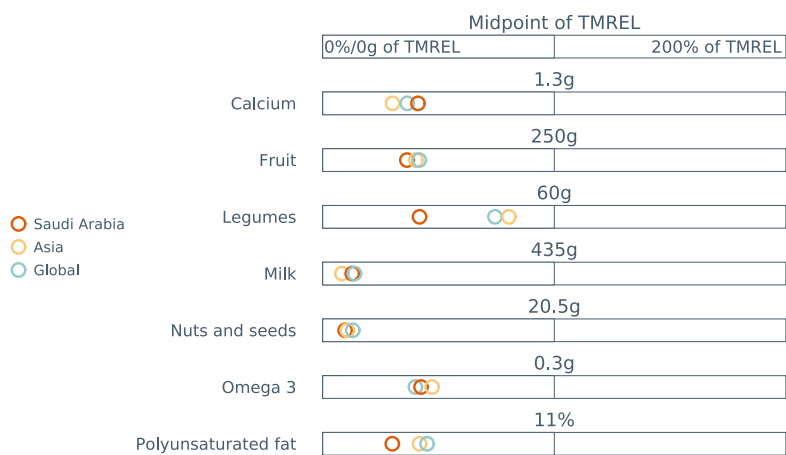 Midpoint of TMREL
0%/0g of TMREL 200% of TMREL
1.3g
Calcium
250g
Fruit
60g
Legumes
Saudi Arabia
Asia
Global
435g
Milk
20.5g
Nuts and seeds
0.3g
Omega 3
11%
Polyunsaturated fat